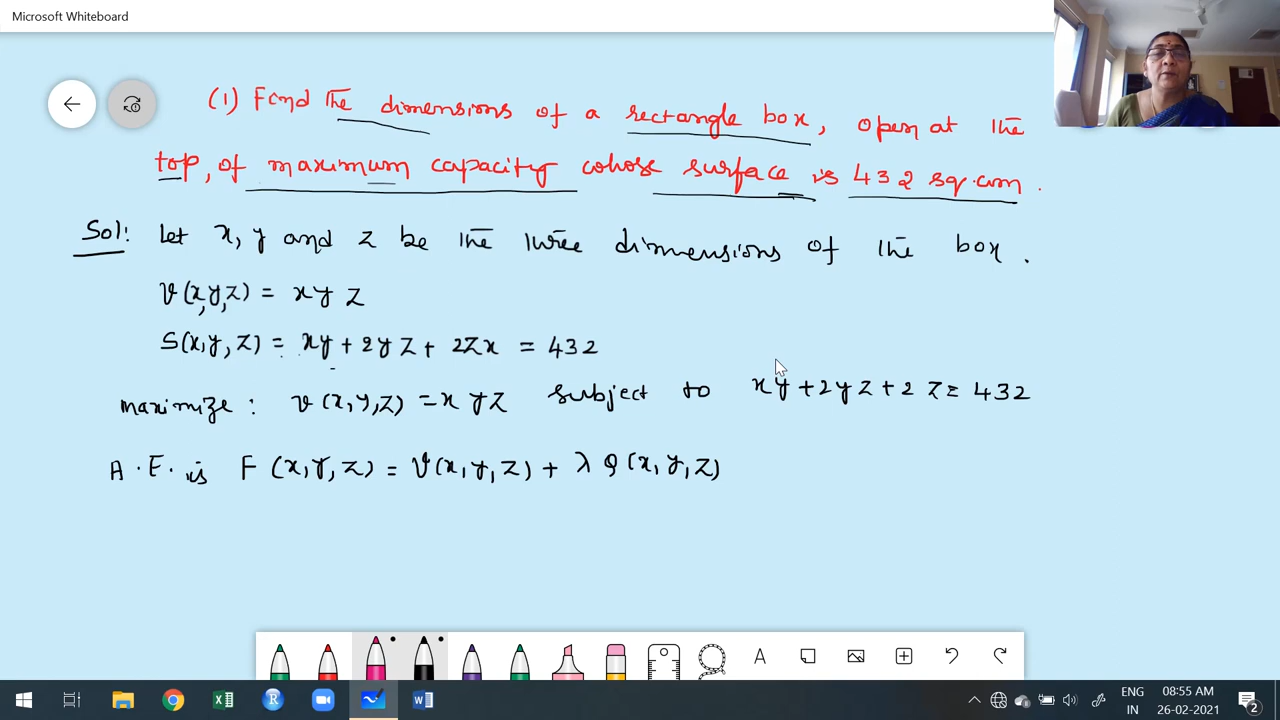 Microsoft Whiteboard
(1) Find the dimensions of a rectangle box, open at the
top, of maximum capacity whose surface is 432 sq.cm.
Sol: Let x, y and z be the three dimensions of the box.
V(x,y,z) = xyz
S(x,y,z) = xy + 2yz + 2zx = 432
maximize: V(x,y,z) = xyz subject to xy + 2yz + 2z = 432
A.E. is F(x,y,z) = V(x,y,z) + λ φ(x,y,z)
A
ENG
IN
08:55 AM
26-02-2021
2